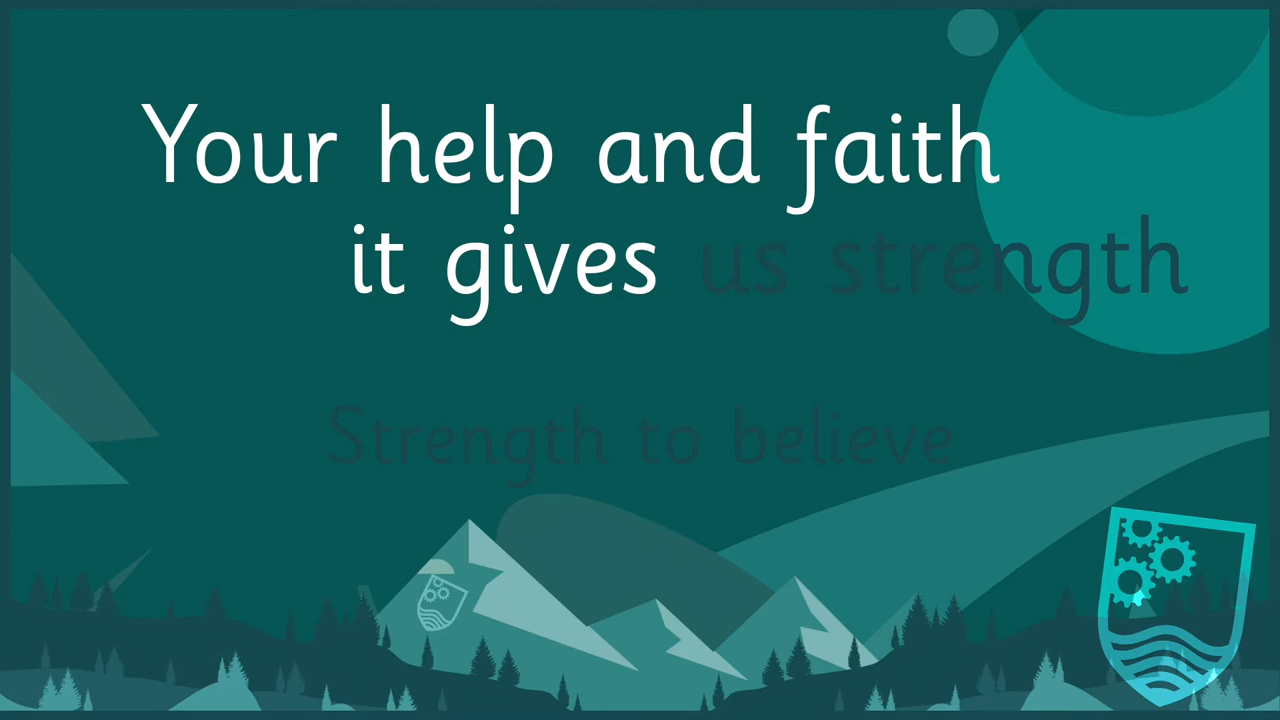 Your help and faith
it gives us strength
Strength to believe